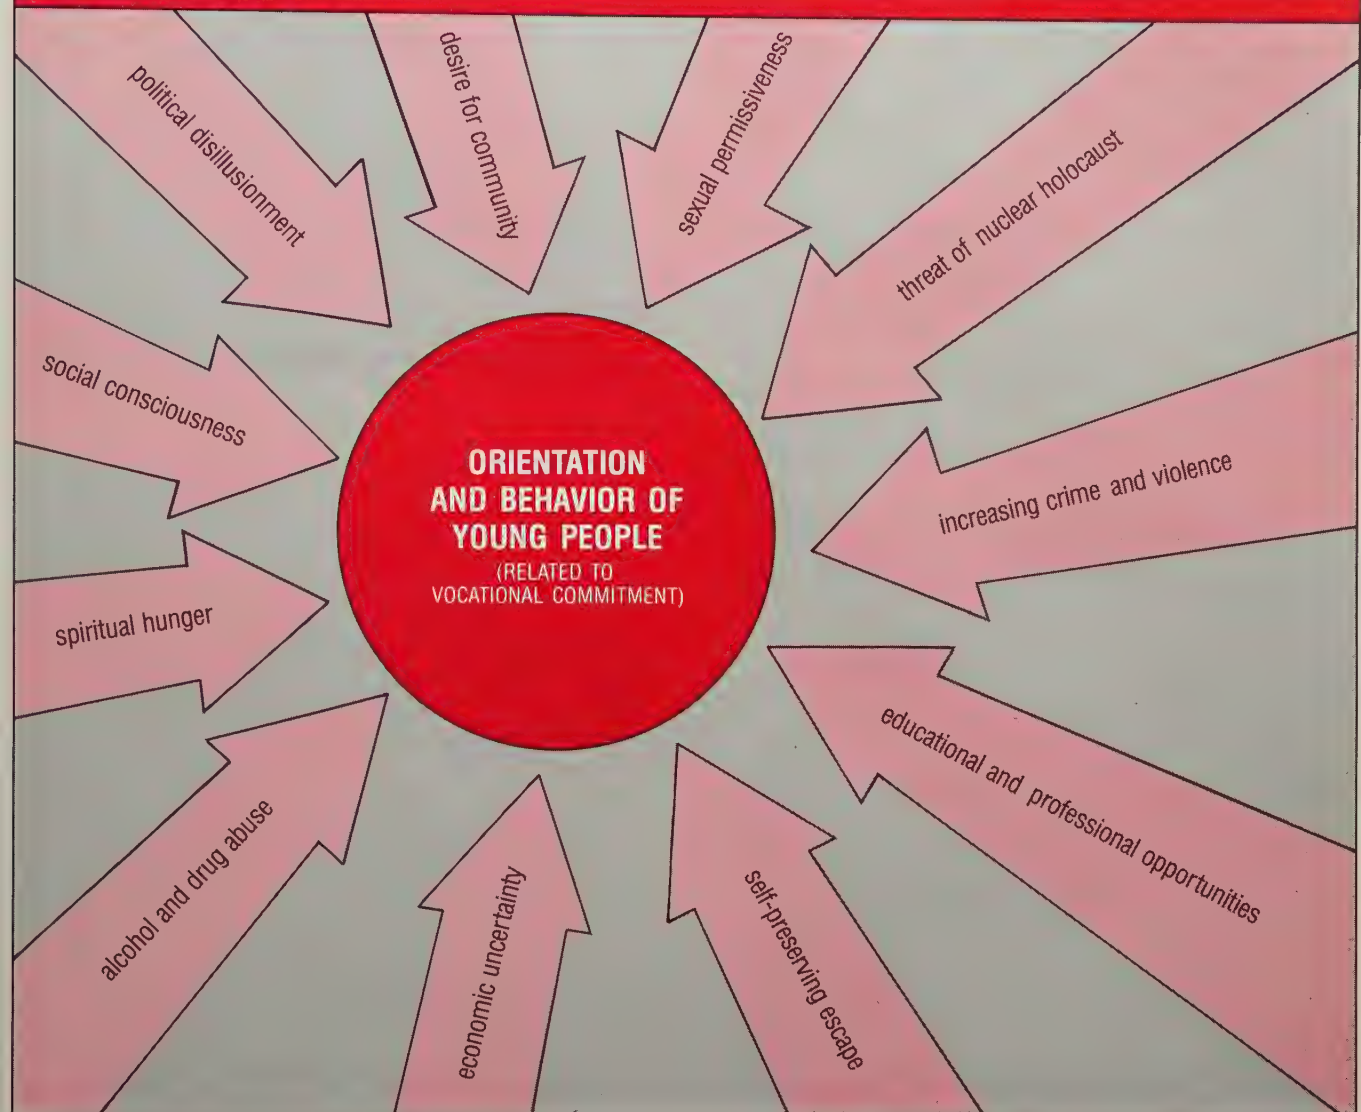 political disillusionment
desire for community
sexual permissiveness
threat of nuclear holocaust
social consciousness
increasing crime and violence
ORIENTATION
AND BEHAVIOR OF
YOUNG PEOPLE
(RELATED TO
VOCATIONAL COMMITMENT)
spiritual hunger
educational and professional opportunities
alcohol and drug abuse
economic uncertainty
self-preserving escape